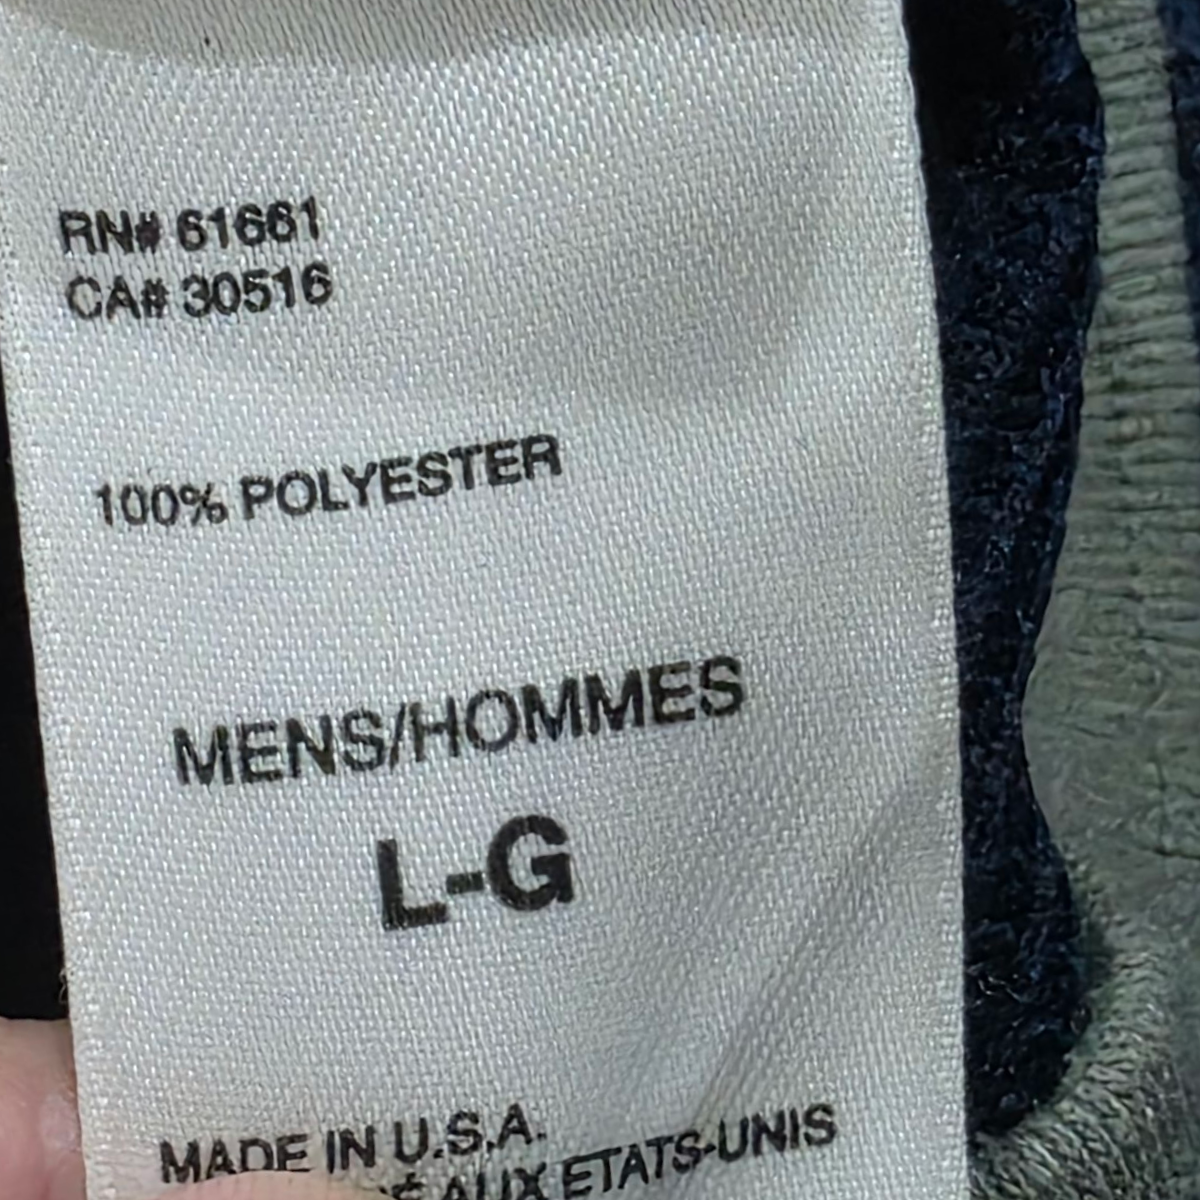 RN# 61661
CA# 30516
100% POLYESTER
MENS/HOMMES
L-G
MADE IN U.S.A.
AUX ETATS-UNIS